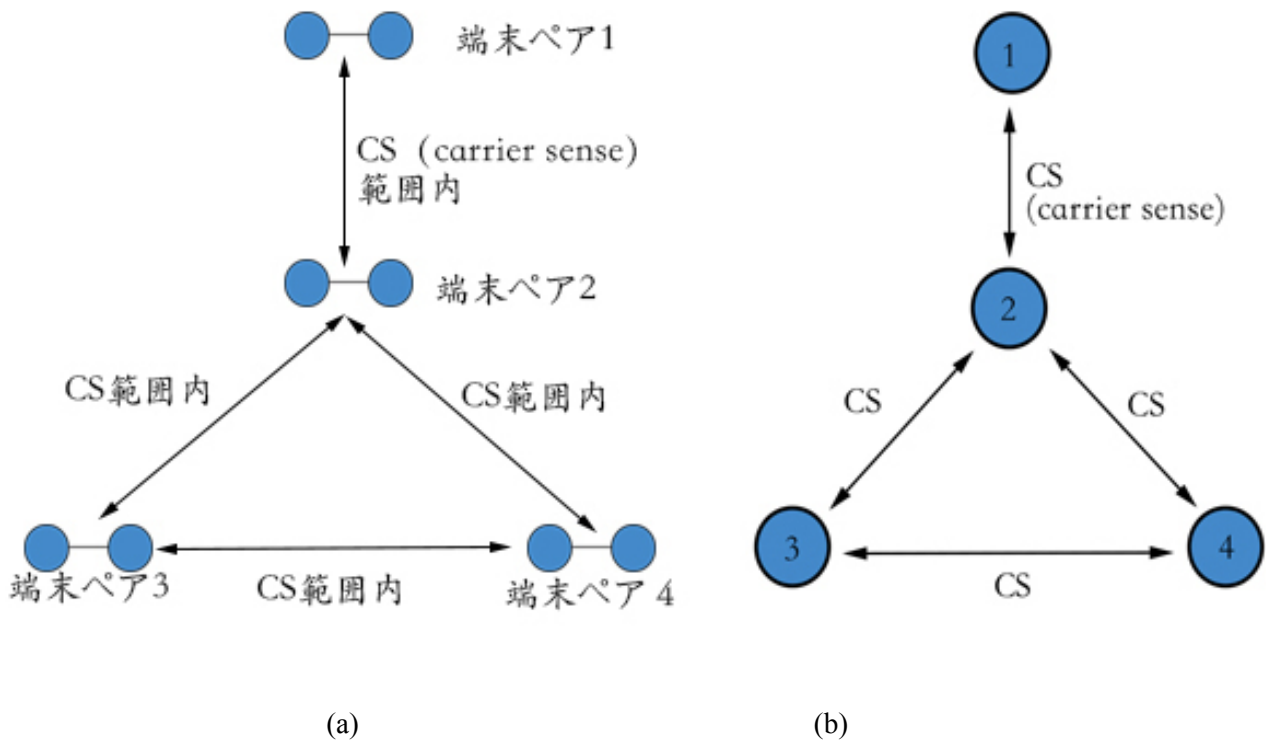 端末ペア1
CS (carrier sense)
範囲内
端末ペア2
CS範囲内
CS範囲内
端末ペア3
CS範囲内
端末ペア 4
(a)
1
CS
(carrier sense)
2
CS
CS
3
4
CS
(b)